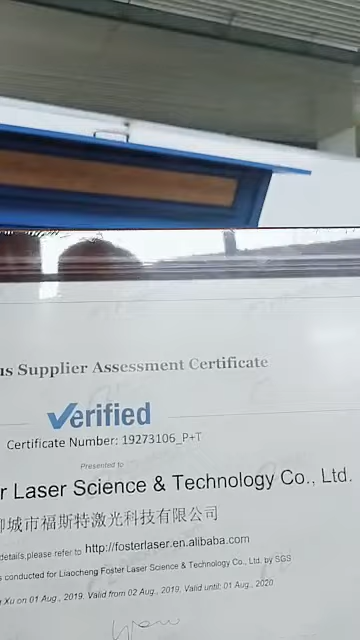 us Supplier Assessment Certificate
Verified
Certificate Number: 19273106_P+T
Presented to
r Laser Science & Technology Co., Ltd.
聊城市福斯特激光科技有限公司
details,please refer to http://fosterlaser.en.alibaba.com
s conducted for Liaocheng Foster Laser Science & Technology Co., Ltd. by SGS
Xu on 01 Aug., 2019. Valid from 02 Aug., 2019. Valid until: 01 Aug., 2020